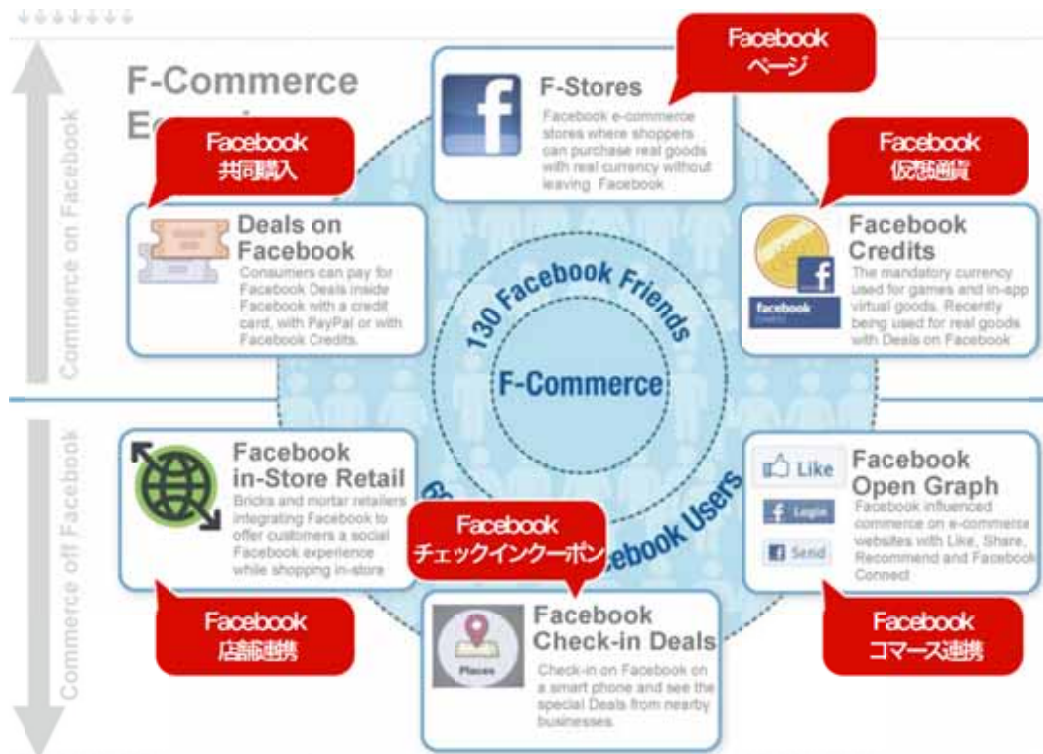 F-Commerce
Facebook
ページ
F-Stores
Facebook e-commerce
stores where shoppers
can purchase real goods
with real currency without
leaving Facebook
Facebook
共同購入
Deals on
Facebook
Consumers can pay for
Facebook Deals inside
Facebook with a credit
card, with PayPal or with
Facebook Credits.
Facebook
仮想通貨
Facebook
Credits
The mandatory currency
used for games and in-app
virtual goods. Recently
being used for real goods
with Deals on Facebook
facebook
Commerce on Facebook
130 Facebook Friends
F-Commerce
Facebook Users
Commerce off Facebook
Facebook
in-Store Retail
Bricks and mortar retailers
integrating Facebook to
offer customers a social
Facebook experience
while shopping in-store
Facebook
店舗連携
Facebook
チェックインクーポン
Places
Facebook
Check-in Deals
Check-in on Facebook on
a smart phone and see the
special Deals from nearby
businesses.
Like
Login
Send
Facebook
Open Graph
Facebook influenced
commerce on e-commerce
websites with Like, Share,
Recommend and Facebook
Connect
Facebook
コマース連携